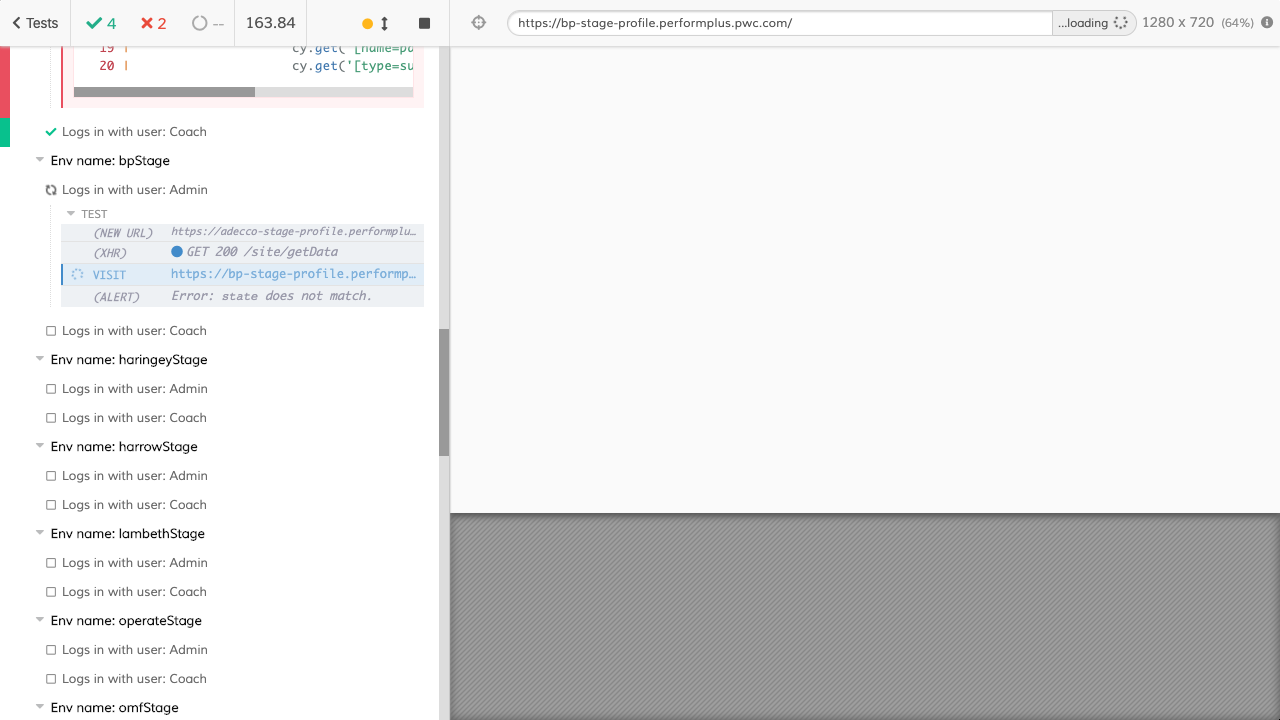 Tests 4 2 -- 163.84
https://bp-stage-profile.performplus.pwc.com/ ...loading 1280 x 720 (64%)
19 | cy.get('[name=pa
20 | cy.get('[type=su
Logs in with user: Coach
Env name: bpStage
Logs in with user: Admin
TEST
(NEW URL) https://adecco-stage-profile.performplu...
(XHR) GET 200 /site/getData
VISIT https://bp-stage-profile.performp...
(ALERT) Error: state does not match.
Logs in with user: Coach
Env name: haringeyStage
Logs in with user: Admin
Logs in with user: Coach
Env name: harrowStage
Logs in with user: Admin
Logs in with user: Coach
Env name: lambethStage
Logs in with user: Admin
Logs in with user: Coach
Env name: operateStage
Logs in with user: Admin
Logs in with user: Coach
Env name: omfStage